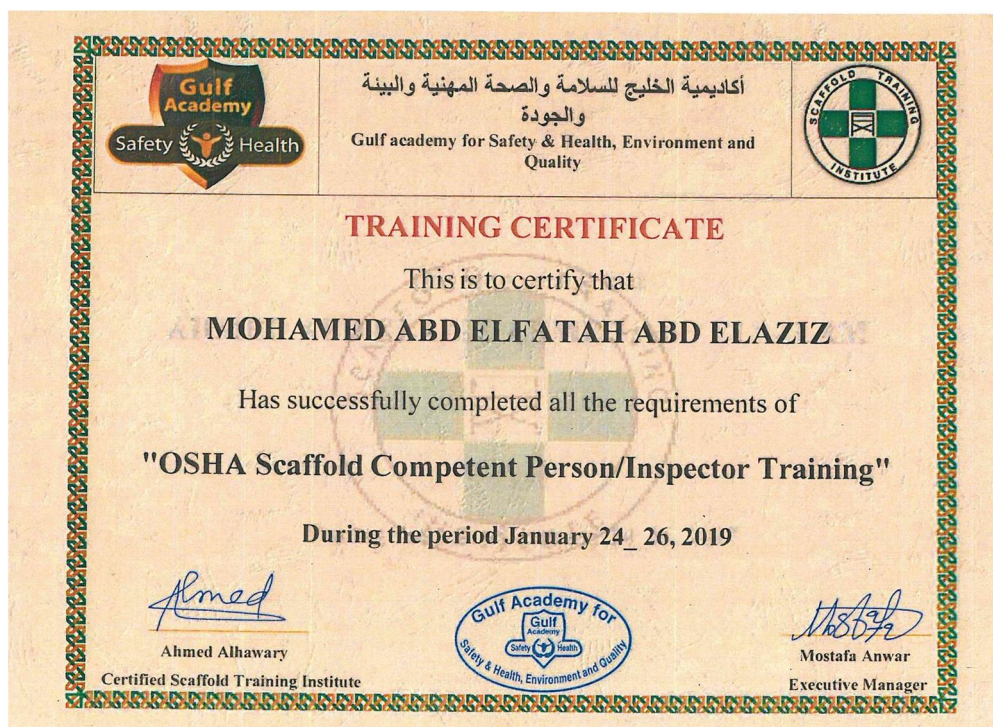 Gulf
Academy
Safety Health
أكاديمية الخليج للسلامة والصحة المهنية والبيئة
والجودة
Gulf academy for Safety & Health, Environment and
Quality
SCAFFOLD TRAINING
INSTITUTE
TRAINING CERTIFICATE
This is to certify that
MOHAMED ABD ELFATAH ABD ELAZIZ
Has successfully completed all the requirements of
"OSHA Scaffold Competent Person/Inspector Training"
During the period January 24_ 26, 2019
Ahmed
Ahmed Alhawary
Certified Scaffold Training Institute
Gulf Academy for
Gulf
Academy
Safety Health
Safety & Health, Environment and Quality
Mostafa Anwar
Executive Manager